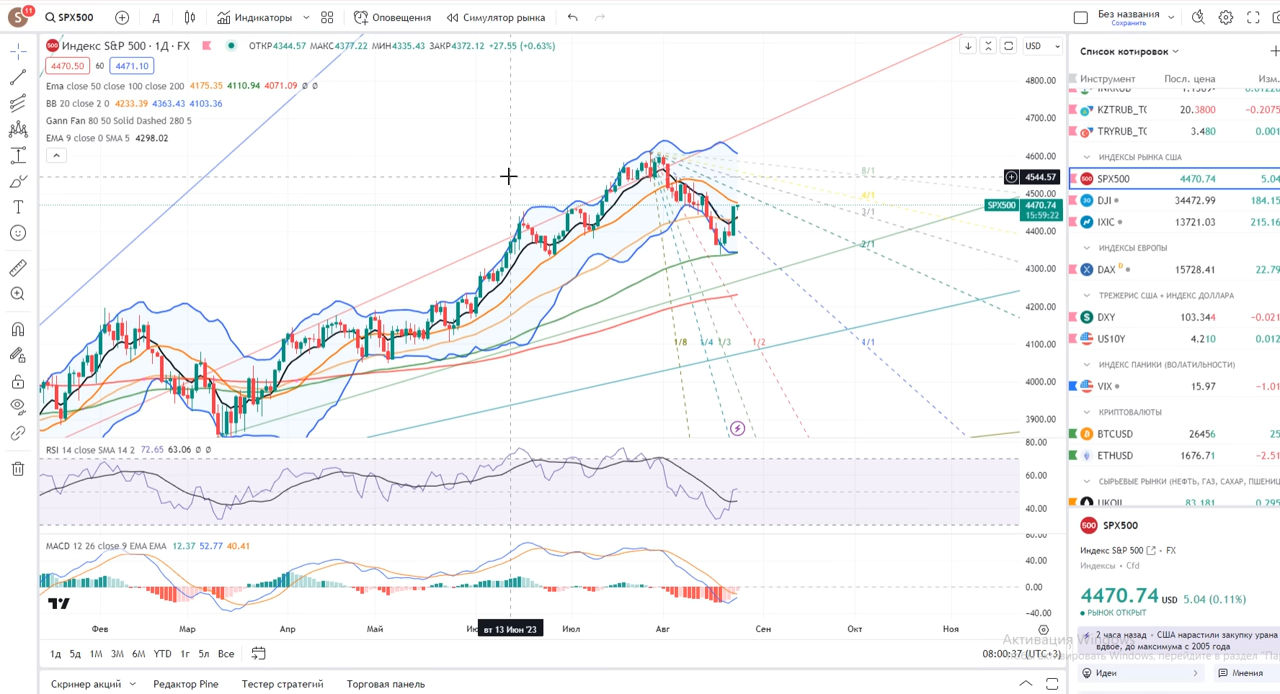 S 11 SPX500 Д Индикаторы Оповещения Симулятор рынка Без названия Сохранить
500 Индекс S&P 500 · 1Д · FX ОТКР4344.57 МАКС4377.22 МИН4335.43 ЗАКР4372.12 +27.55 (+0.63%) USD
4470.50 60 4471.10
Ema close 50 close 100 close 200 4175.35 4110.94 4071.09 ∅ ∅
BB 20 close 2 0 4233.39 4363.43 4103.36
Gann Fan 80 50 Solid Dashed 280 5
EMA 9 close 0 SMA 5 4298.02
4800.00
4700.00
4600.00
4544.57
4500.00
SPX500 4470.74
15:59:22
4400.00
4300.00
4200.00
4100.00
4000.00
3900.00
8/1
4/1
3/1
2/1
1/8 1/4 1/3 1/2 1/1
RSI 14 close SMA 14 2 72.65 63.06 ∅ ∅
80.00
60.00
40.00
MACD 12 26 close 9 EMA EMA 12.37 52.77 40.41
80.00
40.00
0.00
−40.00
Фев Мар Апр Май вт 13 Июн '23 Июл Авг Сен Окт Ноя
1д 5д 1М 3М 6М YTD 1г 5л Все 08:00:37 (UTC+3)
Скринер акций Редактор Pine Тестер стратегий Торговая панель
Список котировок
Инструмент Посл. цена Изм.
KZTRUB_T 20.3800 −0.2075
TRYRUB_T 3.480 0.001
ИНДЕКСЫ РЫНКА США
500 SPX500 4470.74 5.04
30 DJI 34472.99 184.15
IXIC 13721.03 215.16
ИНДЕКСЫ ЕВРОПЫ
DAX D 15728.41 22.79
ТРЕЖЕРИС США + ИНДЕКС ДОЛЛАРА
DXY 103.344 −0.021
US10Y 4.210 0.012
ИНДЕКС ПАНИКИ (ВОЛАТИЛЬНОСТИ)
VIX 15.97 −1.01
КРИПТОВАЛЮТЫ
BTCUSD 26456 25
ETHUSD 1676.71 −2.51
СЫРЬЕВЫЕ РЫНКИ (НЕФТЬ, ГАЗ, САХАР, ПШЕНИЦ
UKOIL 83.181 0.295
500 SPX500
Индекс S&P 500 · FX
Индексы · Cfd
4470.74 USD 5.04 (0.11%)
РЫНОК ОТКРЫТ
2 часа назад · США нарастили закупку урана
вдвое, до максимума с 2005 года
Идеи Мнения
Активация Windows
активировать Windows, перейдите в раздел "Па